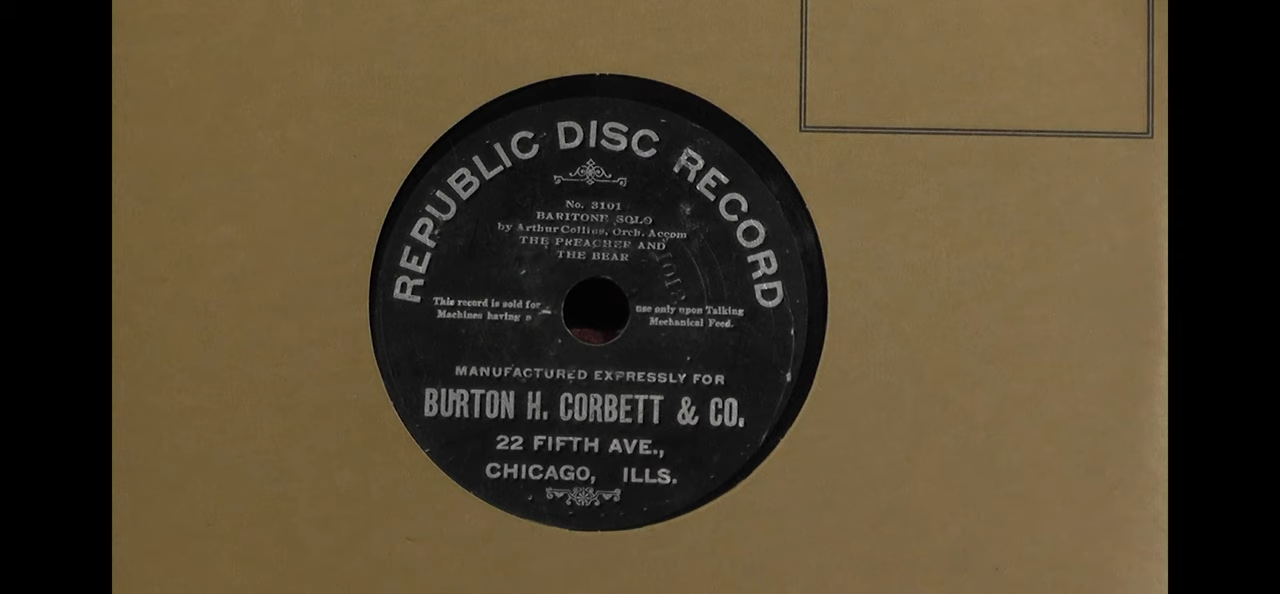 REPUBLIC DISC RECORD
No. 3101
BARITONE SOLO
by Arthur Collins, Orch. Accom
THE PREACHER AND
THE BEAR
This record is sold for use only upon Talking
Machines having a Mechanical Feed.
MANUFACTURED EXPRESSLY FOR
BURTON H. CORBETT & CO.
22 FIFTH AVE.,
CHICAGO, ILLS.